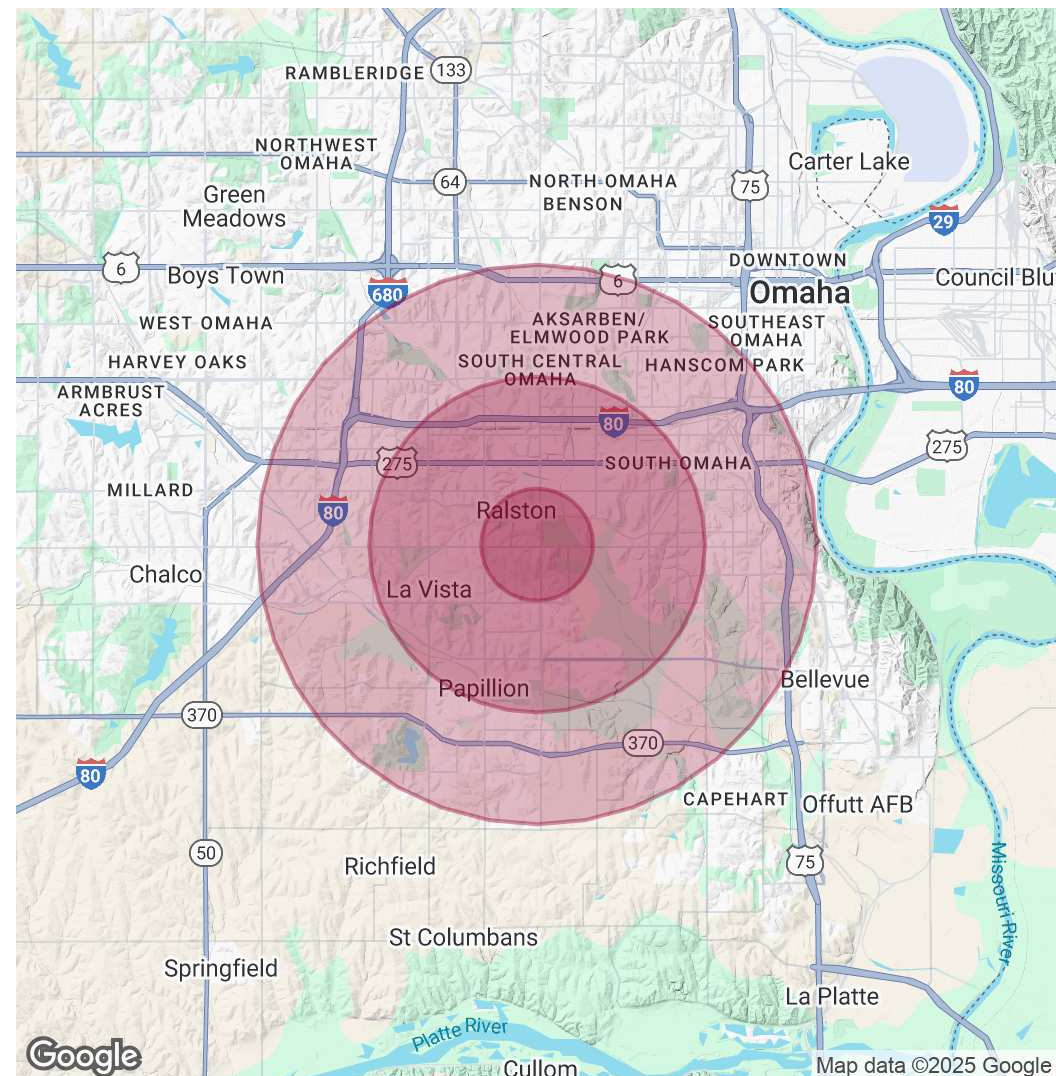 RAMBLERIDGE
133
NORTHWEST
OMAHA
64
NORTH OMAHA
BENSON
75
Carter Lake
Green
Meadows
29
6
Boys Town
680
6
DOWNTOWN
Omaha
Council Blu
WEST OMAHA
AKSARBEN/
ELMWOOD PARK
SOUTHEAST
OMAHA
HARVEY OAKS
SOUTH CENTRAL
OMAHA
HANSCOM PARK
ARMBRUST
ACRES
80
80
275
275
SOUTH OMAHA
MILLARD
80
Ralston
Chalco
La Vista
Papillion
Bellevue
370
370
80
CAPEHART
Offutt AFB
50
Richfield
75
Missouri River
St Columbans
Springfield
La Platte
Platte River
Google
Cullom
Map data ©2025 Google